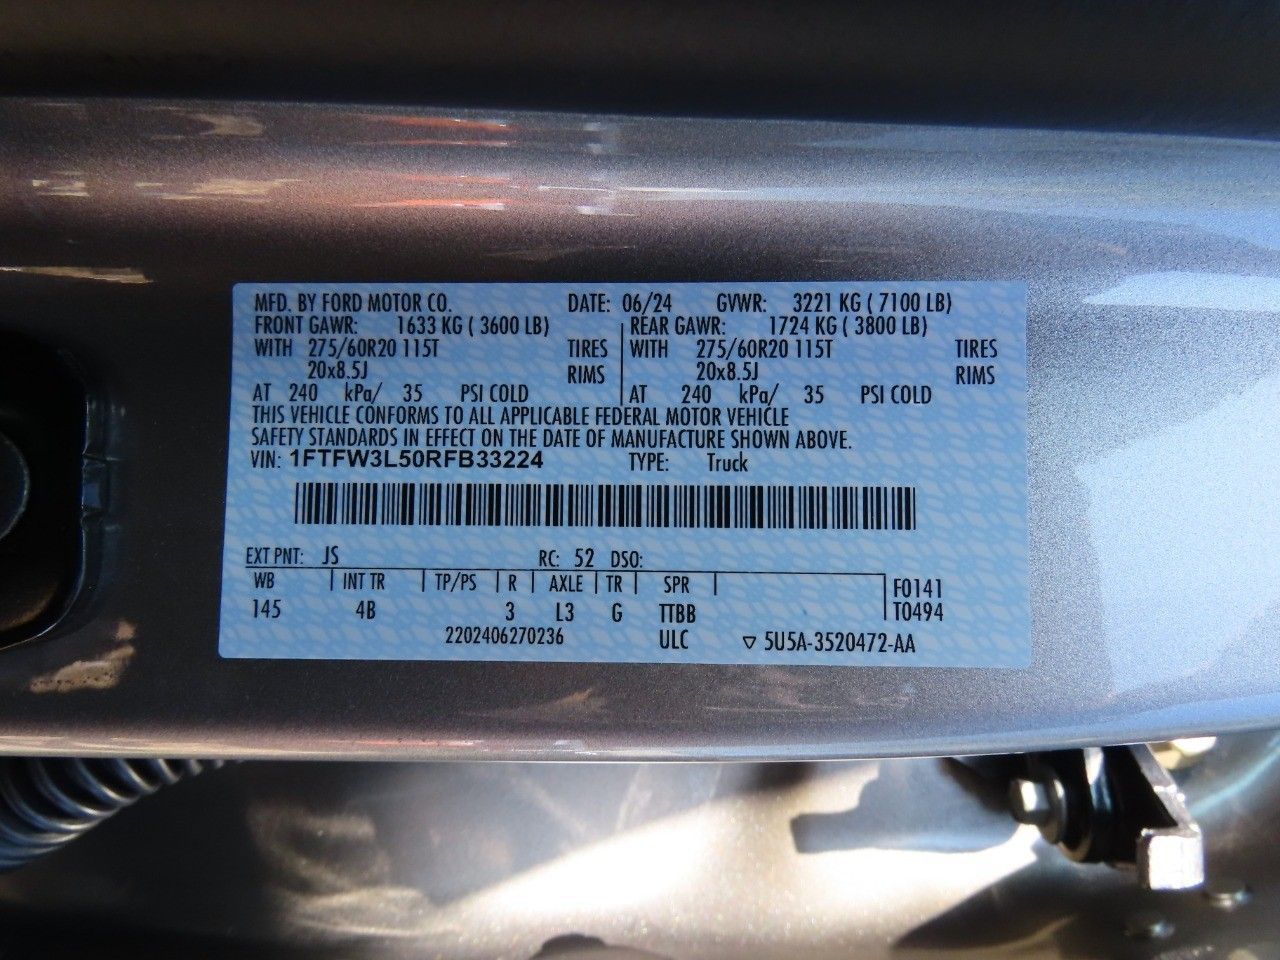 MFD. BY FORD MOTOR CO. DATE: 06/24 GVWR: 3221 KG ( 7100 LB)
FRONT GAWR: 1633 KG ( 3600 LB) REAR GAWR: 1724 KG ( 3800 LB)
WITH 275/60R20 115T TIRES WITH 275/60R20 115T TIRES
20x8.5J RIMS 20x8.5J RIMS
AT 240 kPa/ 35 PSI COLD AT 240 kPa/ 35 PSI COLD
THIS VEHICLE CONFORMS TO ALL APPLICABLE FEDERAL MOTOR VEHICLE
SAFETY STANDARDS IN EFFECT ON THE DATE OF MANUFACTURE SHOWN ABOVE.
VIN: 1FTFW3L50RFB33224 TYPE: Truck
EXT PNT: JS RC: 52 DSO:
WB INT TR TP/PS R AXLE TR SPR F0141
145 4B 3 L3 G TTBB T0494
2202406270236 ULC ▽ 5U5A-3520472-AA